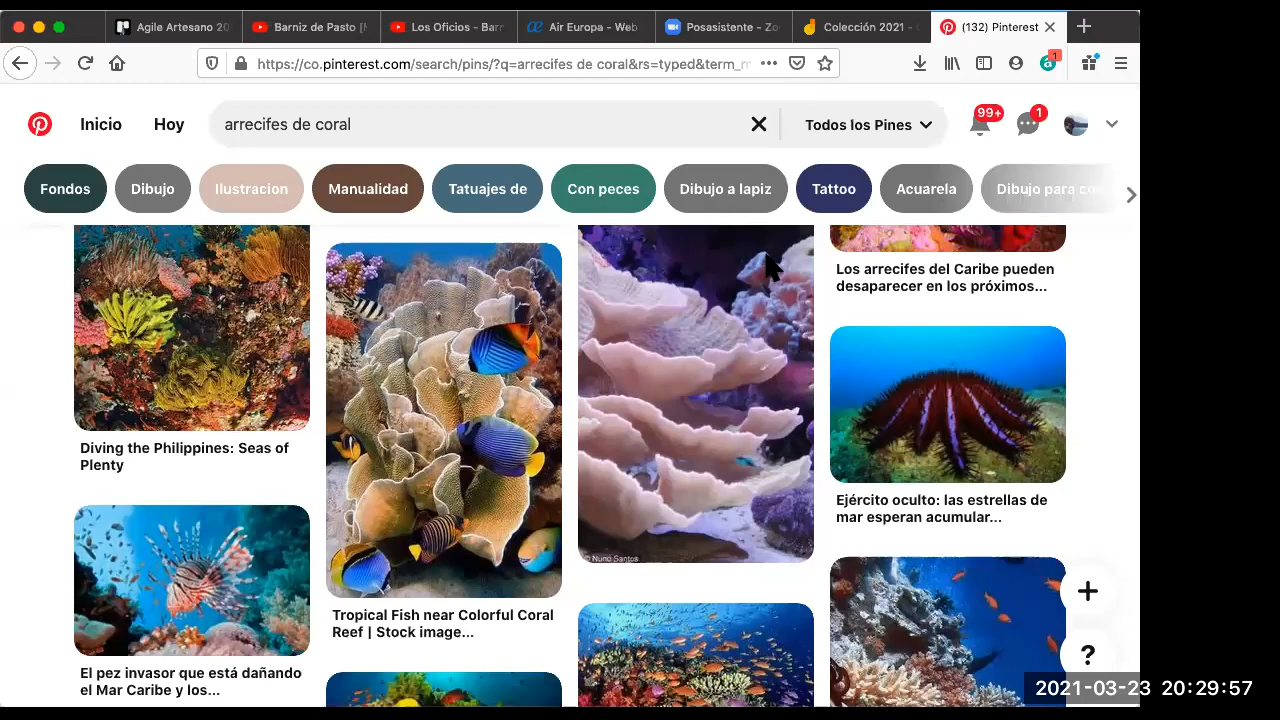 Agile Artesano 20
Barniz de Pasto [
Los Oficios - Barr
Air Europa - Web
Posasistente - Zo
Colección 2021 -
(132) Pinterest
https://co.pinterest.com/search/pins/?q=arrecifes de coral&rs=typed&term_m
1
Inicio
Hoy
arrecifes de coral
Todos los Pines
99+
1
Fondos
Dibujo
Ilustracion
Manualidad
Tatuajes de
Con peces
Dibujo a lapiz
Tattoo
Acuarela
Dibujo para co
Los arrecifes del Caribe pueden
desaparecer en los próximos...
Diving the Philippines: Seas of
Plenty
Ejército oculto: las estrellas de
mar esperan acumular...
© Nuno Santos
Tropical Fish near Colorful Coral
Reef | Stock image...
El pez invasor que está dañando
el Mar Caribe y los...
+
?
2021-03-23 20:29:57